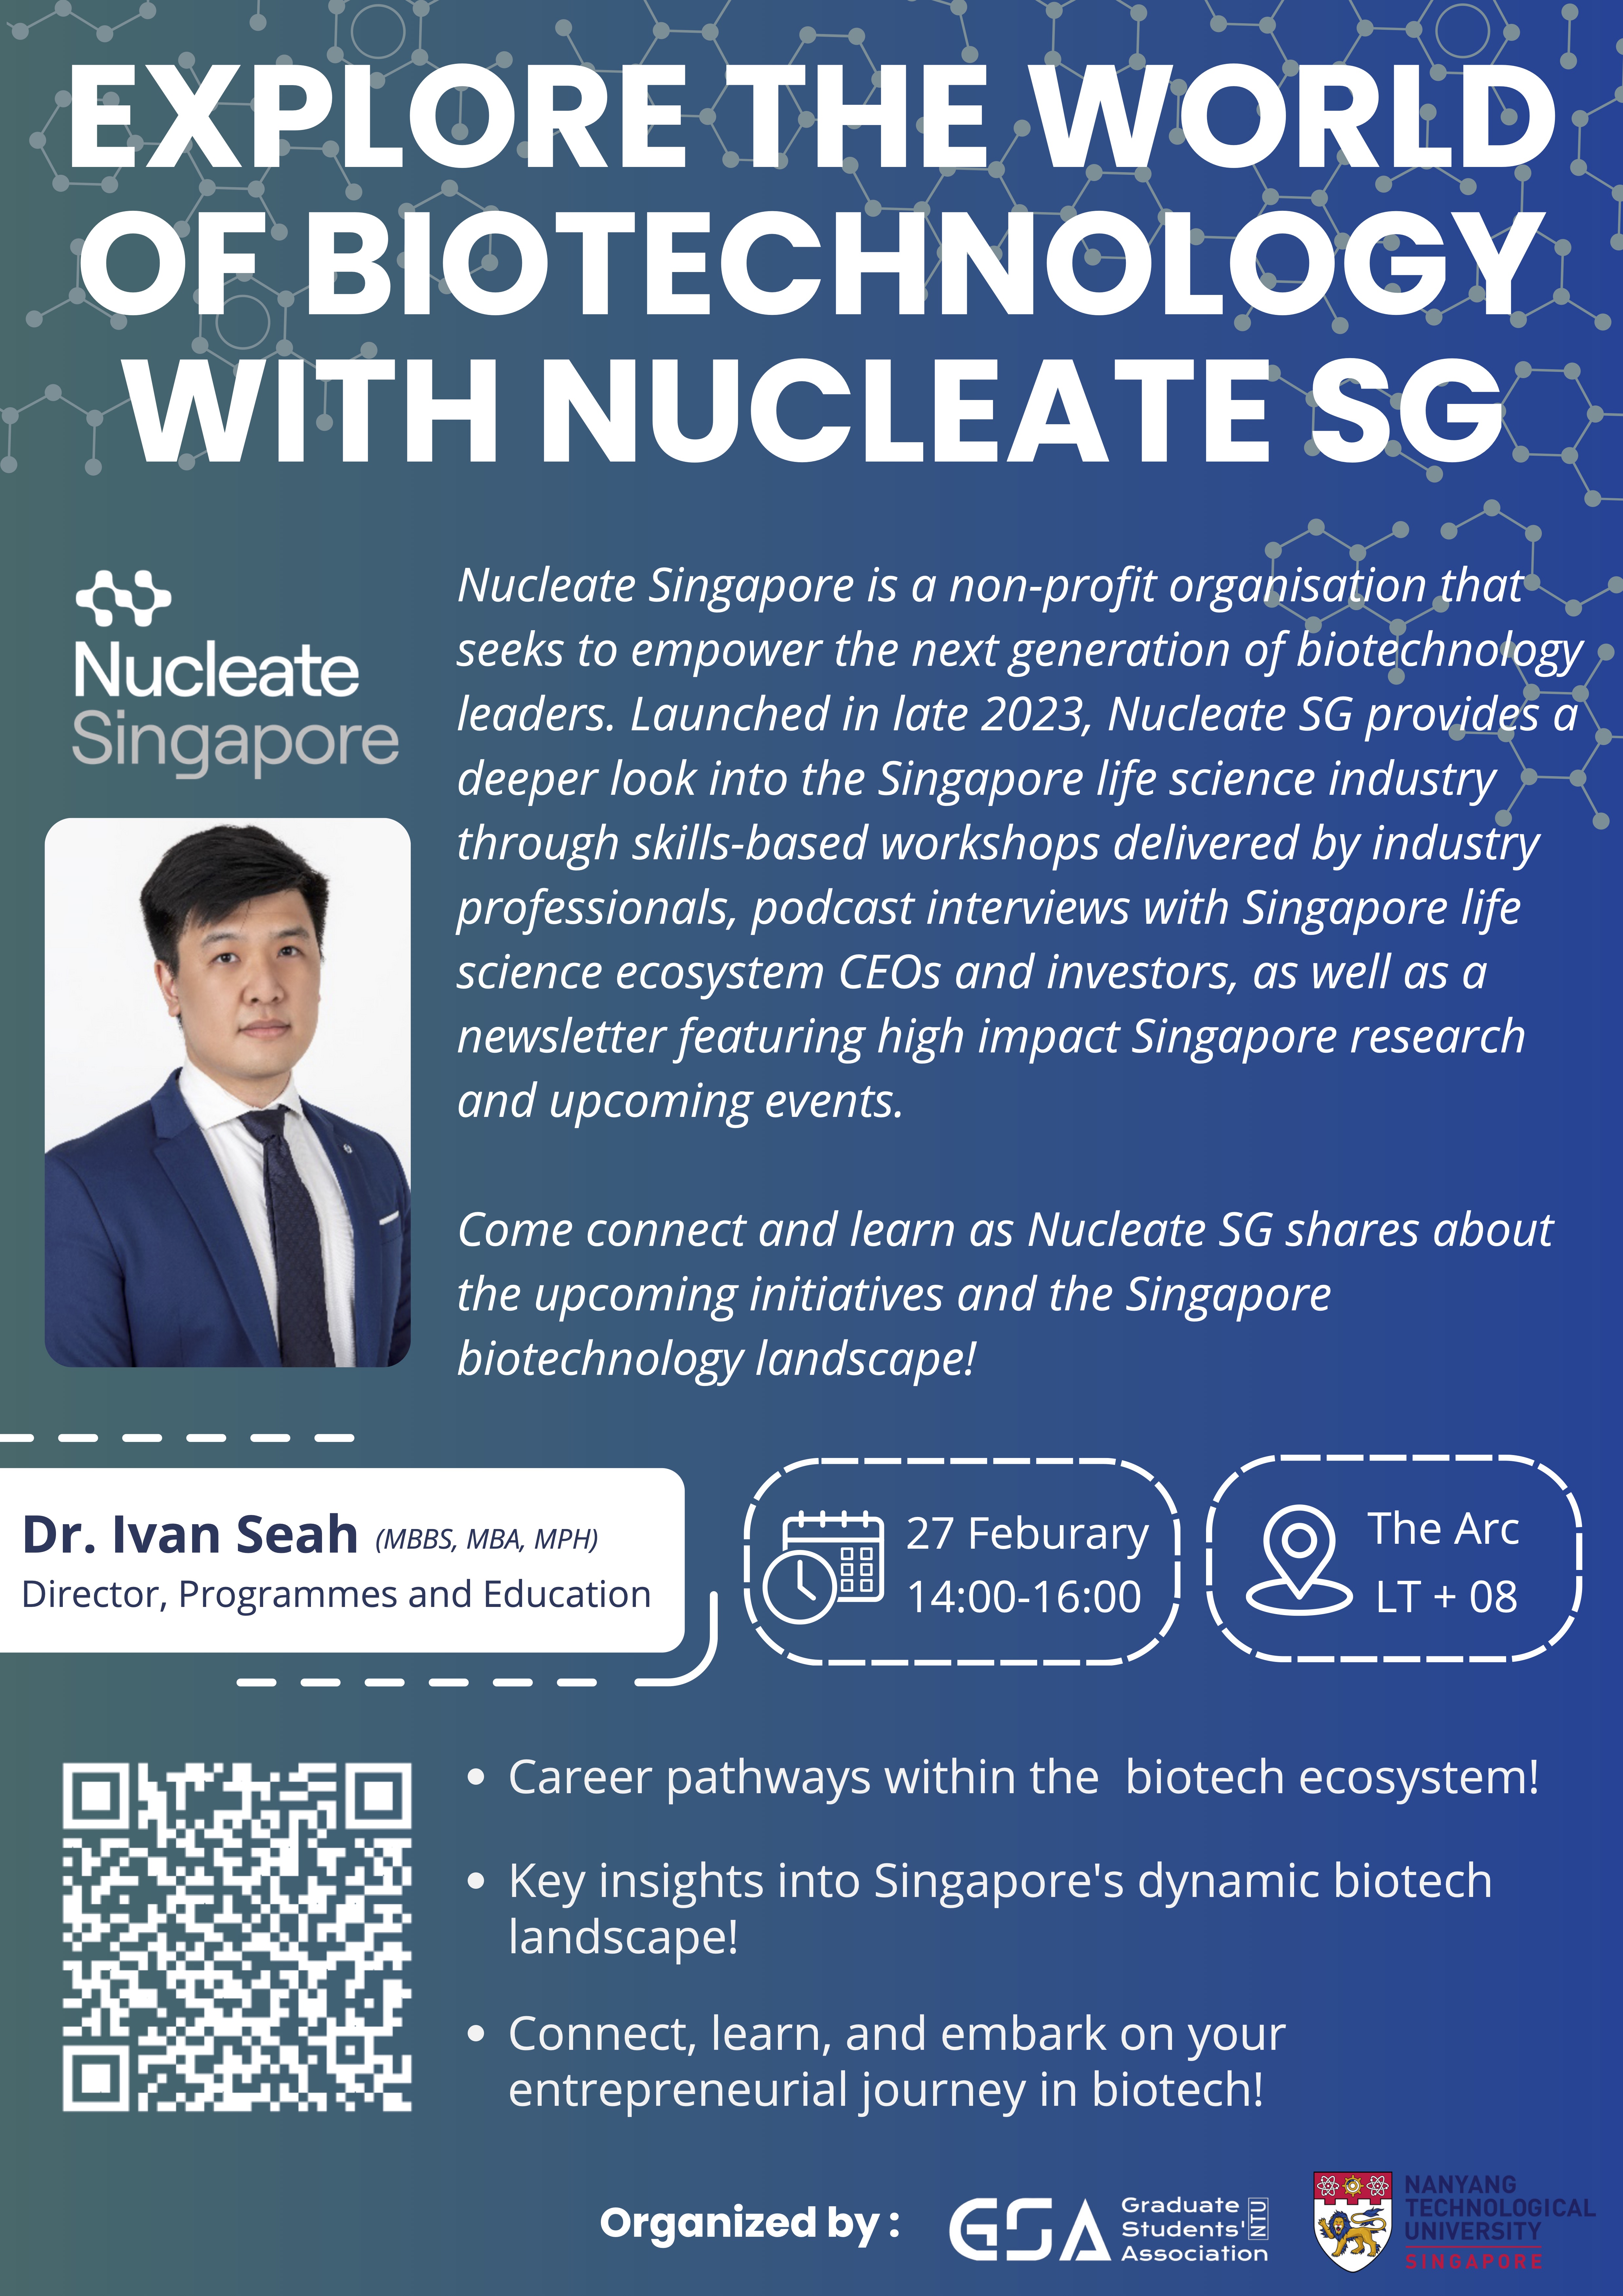 EXPLORE THE WORLD
OF BIOTECHNOLOGY
WITH NUCLEATE SG
Nucleate
Singapore
Nucleate Singapore is a non-profit organisation that
seeks to empower the next generation of biotechnology
leaders. Launched in late 2023, Nucleate SG provides a
deeper look into the Singapore life science industry
through skills-based workshops delivered by industry
professionals, podcast interviews with Singapore life
science ecosystem CEOs and investors, as well as a
newsletter featuring high impact Singapore research
and upcoming events.
Come connect and learn as Nucleate SG shares about
the upcoming initiatives and the Singapore
biotechnology landscape!
Dr. Ivan Seah (MBBS, MBA, MPH)
Director, Programmes and Education
27 Feburary
14:00-16:00
The Arc
LT + 08
• Career pathways within the  biotech ecosystem!
• Key insights into Singapore's dynamic biotech
landscape!
• Connect, learn, and embark on your
entrepreneurial journey in biotech!
Organized by :
GSA
Graduate
Students'
Association
NTU
NANYANG
TECHNOLOGICAL
UNIVERSITY
SINGAPORE